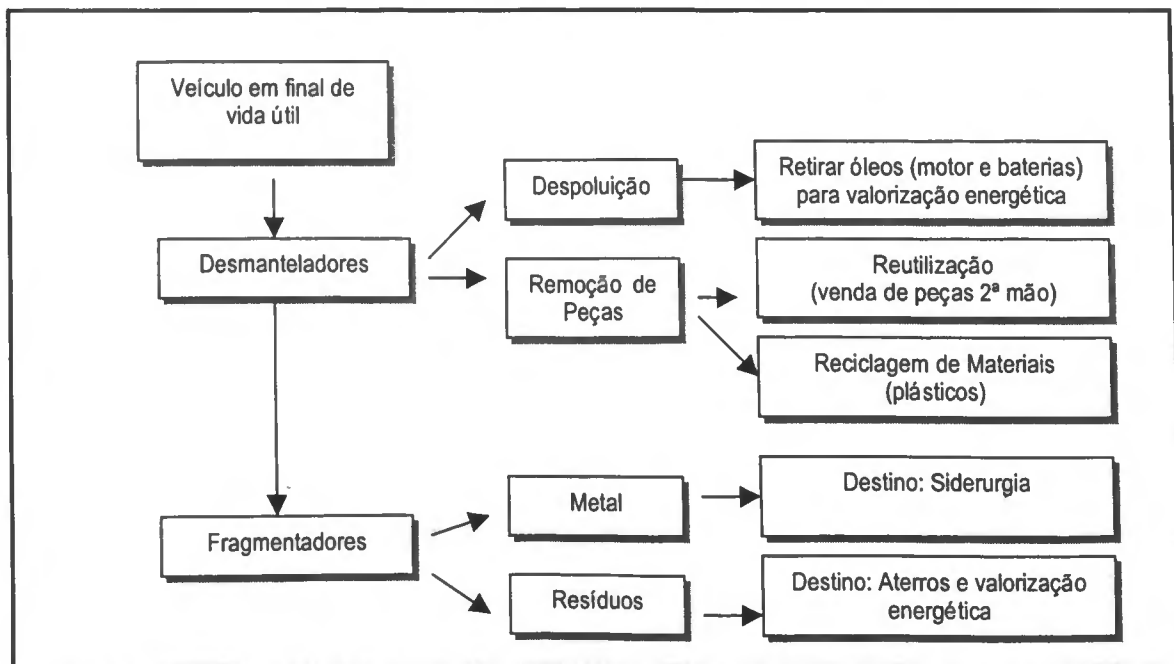 Veículo em final de
vida útil
Despoluição
Retirar óleos (motor e baterias)
para valorização energética
Desmanteladores
Remoção de
Peças
Reutilização
(venda de peças 2ª mão)
Reciclagem de Materiais
(plásticos)
Metal
Destino: Siderurgia
Fragmentadores
Resíduos
Destino: Aterros e valorização
energética